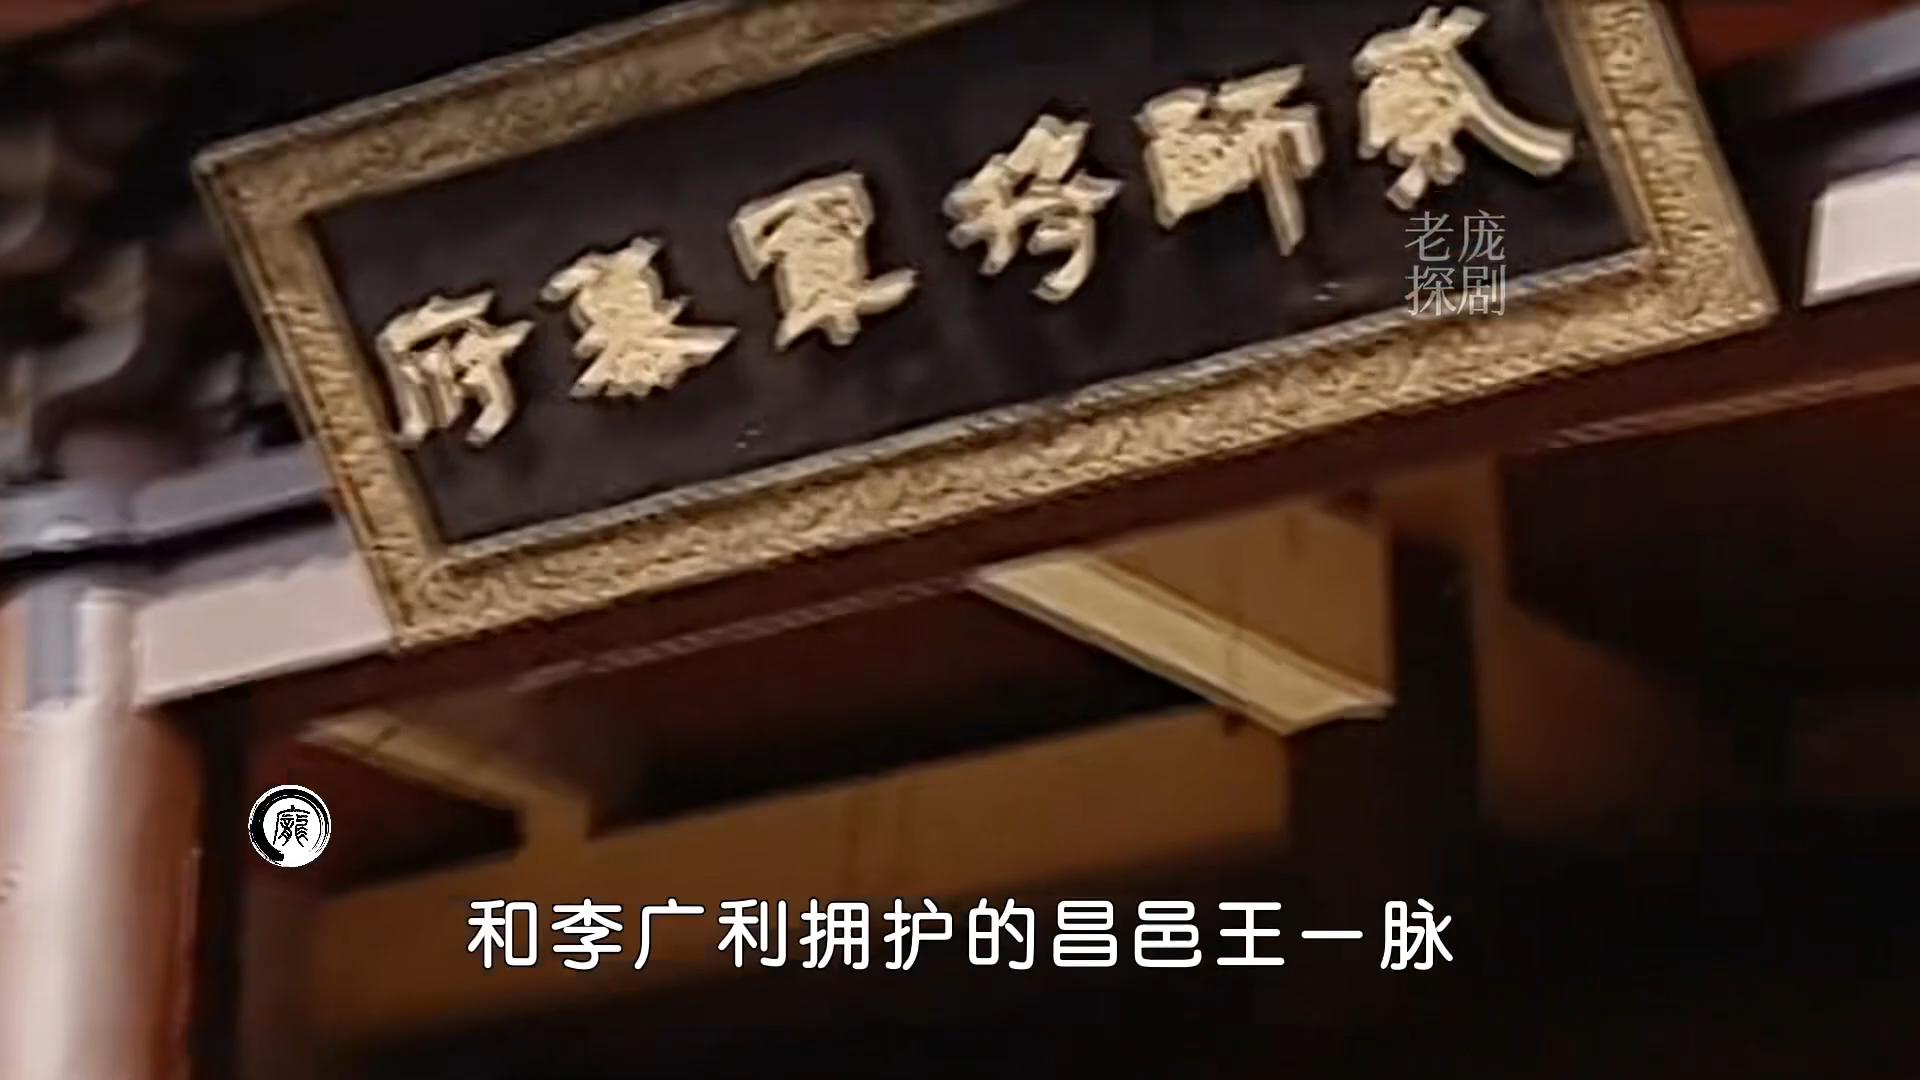 貳師將軍幕府
老庞
探剧
龐
和李广利拥护的昌邑王一脉